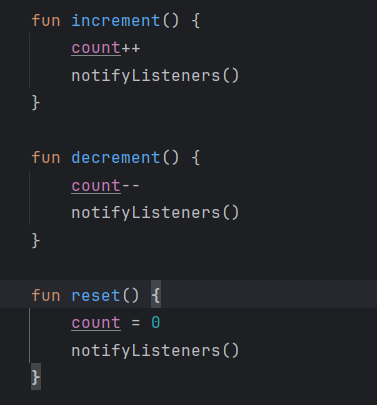 fun increment() {
    count++
    notifyListeners()
}

fun decrement() {
    count--
    notifyListeners()
}

fun reset() {
    count = 0
    notifyListeners()
}